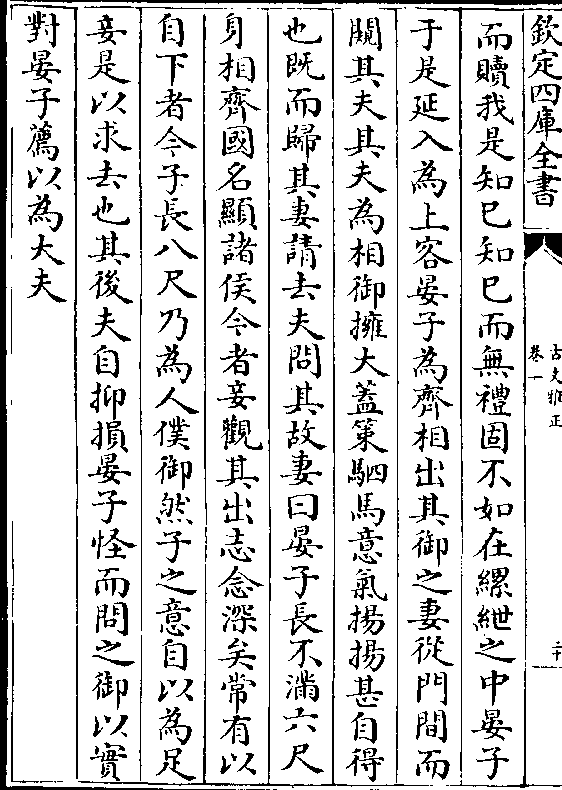 欽定四庫全書
古文雅正
卷一
二十
而贖我是知已知已而無禮固不如在縲紲之中晏子
于是延入為上客晏子為齊相出其御之妻從門間而
闚其夫其夫為相御擁大蓋策駟馬意氣揚揚甚自得
也既而歸其妻請去夫問其故妻曰晏子長不滿六尺
身相齊國名顯諸侯今者妾觀其出志念深矣常有以
自下者今子長八尺乃為人僕御然子之意自以為足
妾是以求去也其後夫自抑損晏子怪而問之御以實
對晏子薦以為大夫